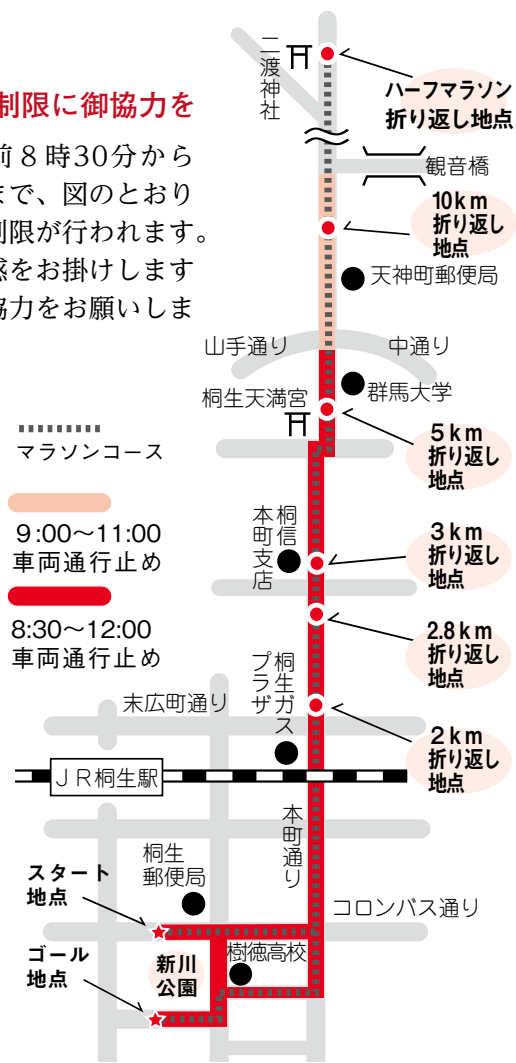 制限に御協力を
前８時30分から
まで、図のとおり
制限が行われます。
惑をお掛けします
協力をお願いしま
マラソンコース
9:00～11:00
車両通行止め
8:30～12:00
車両通行止め
二渡神社
ハーフマラソン
折り返し地点
観音橋
10km
折り返し
地点
天神町郵便局
山手通り
中通り
群馬大学
桐生天満宮
5km
折り返し
地点
桐信
本町支店
3km
折り返し
地点
2.8km
折り返し
地点
桐生ガス
プラザ
末広町通り
2km
折り返し
地点
ＪＲ桐生駅
本町通り
桐生
郵便局
スタート
地点
コロンバス通り
樹徳高校
新川
公園
ゴール
地点